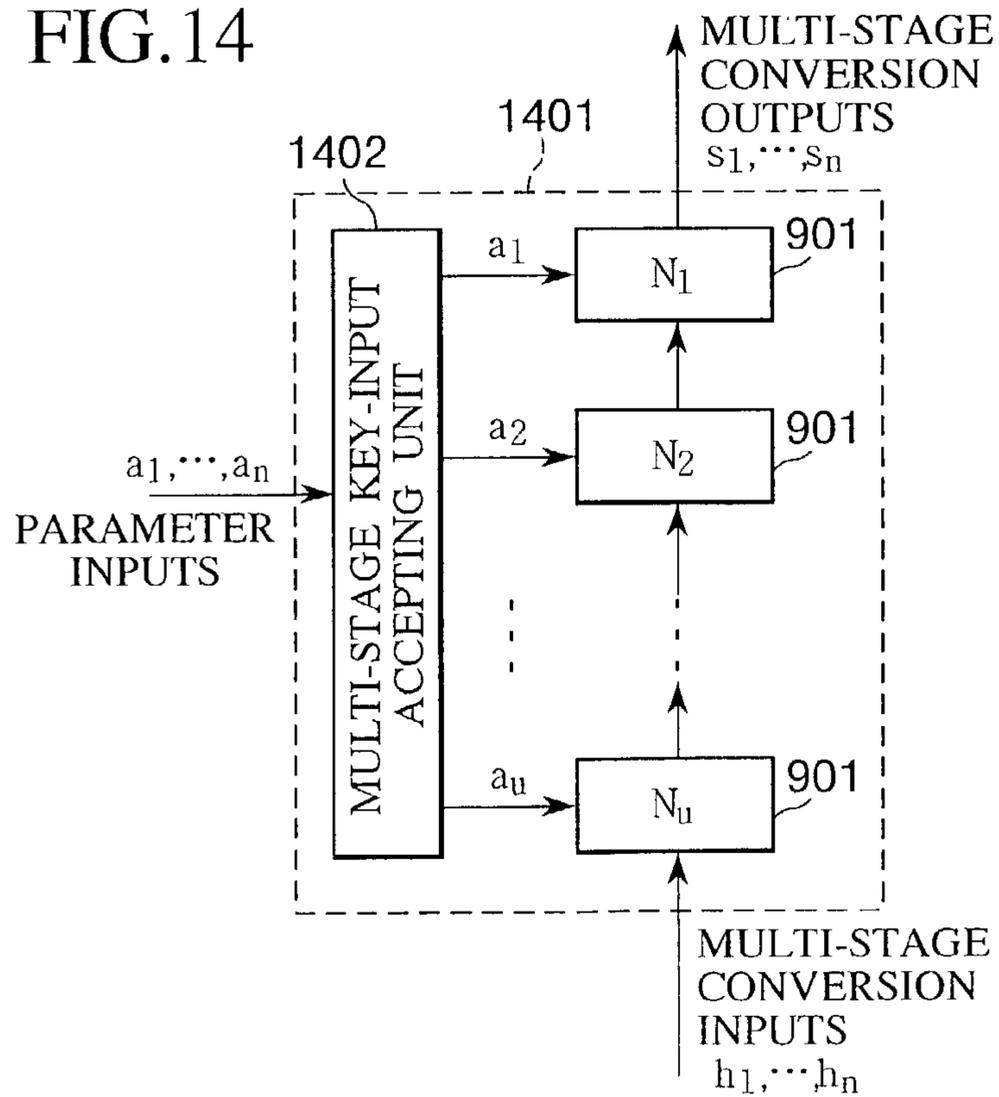 FIG.14
MULTI-STAGE
CONVERSION
OUTPUTS
s1,···,sn
1401
1402
MULTI-STAGE KEY-INPUT
ACCEPTING UNIT
a1
N1
901
a2
N2
901
a1,···,an
PARAMETER
INPUTS
au
Nu
901
MULTI-STAGE
CONVERSION
INPUTS
h1,···,hn